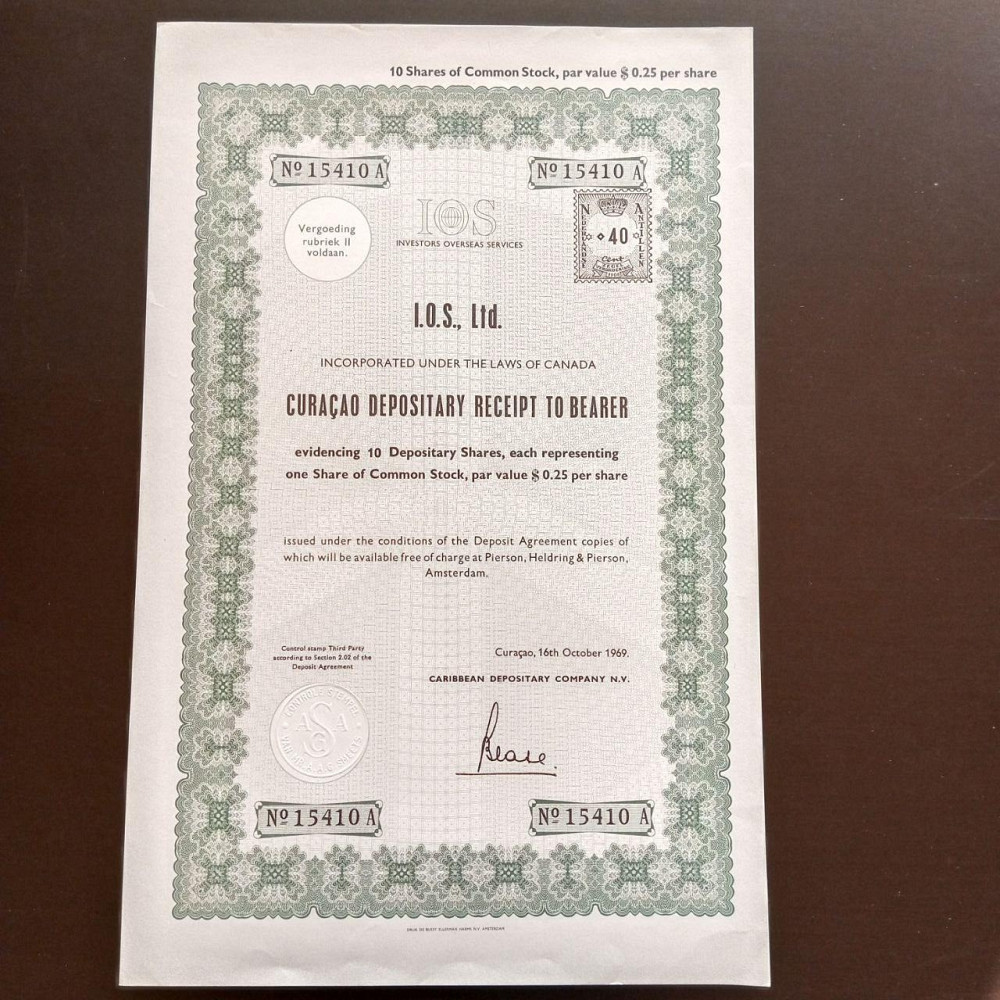 10 Shares of Common Stock, par value $ 0.25 per share
Nº 15410 A
Nº 15410 A
Vergoeding
rubriek II
voldaan.
IOS
INVESTORS OVERSEAS SERVICES
NEDERLANDSE
ANTILLEN
40
cent
ZEGEL
I.O.S., Ltd.
INCORPORATED UNDER THE LAWS OF CANADA
CURAÇAO DEPOSITARY RECEIPT TO BEARER
evidencing 10 Depositary Shares, each representing
one Share of Common Stock, par value $ 0.25 per share
issued under the conditions of the Deposit Agreement copies of
which will be available free of charge at Pierson, Heldring & Pierson,
Amsterdam.
Control stamp Third Party
according to Section 2.02 of the
Deposit Agreement
Curaçao, 16th October 1969.
CARIBBEAN DEPOSITARY COMPANY N.V.
CONTROLE STEMPEL
Nº 15410 A
Nº 15410 A